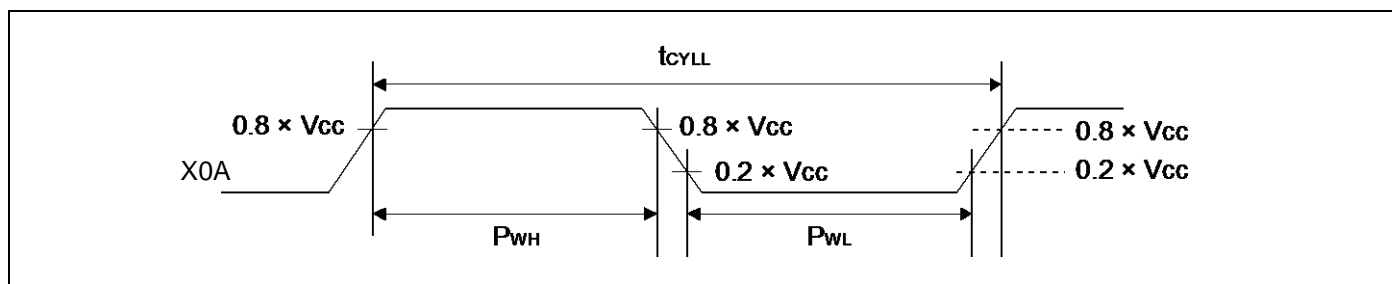 tCYLL
0.8 × Vcc
0.8 × Vcc
0.8 × Vcc
X0A
0.2 × Vcc
0.2 × Vcc
PWH
PWL